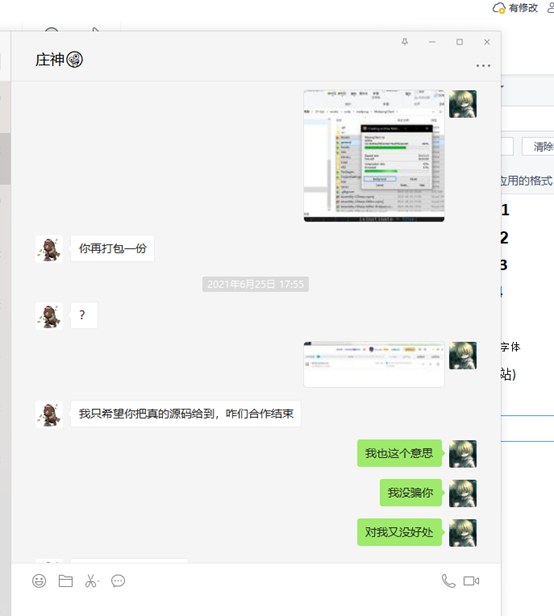 有修改
庄神
清除
应用的格式
1
2
你再打包一份
3
2021年6月25日 17:55
?
字体
站)
我只希望你把真的源码给到，咋们合作结束
我也这个意思
我没骗你
对我又没好处